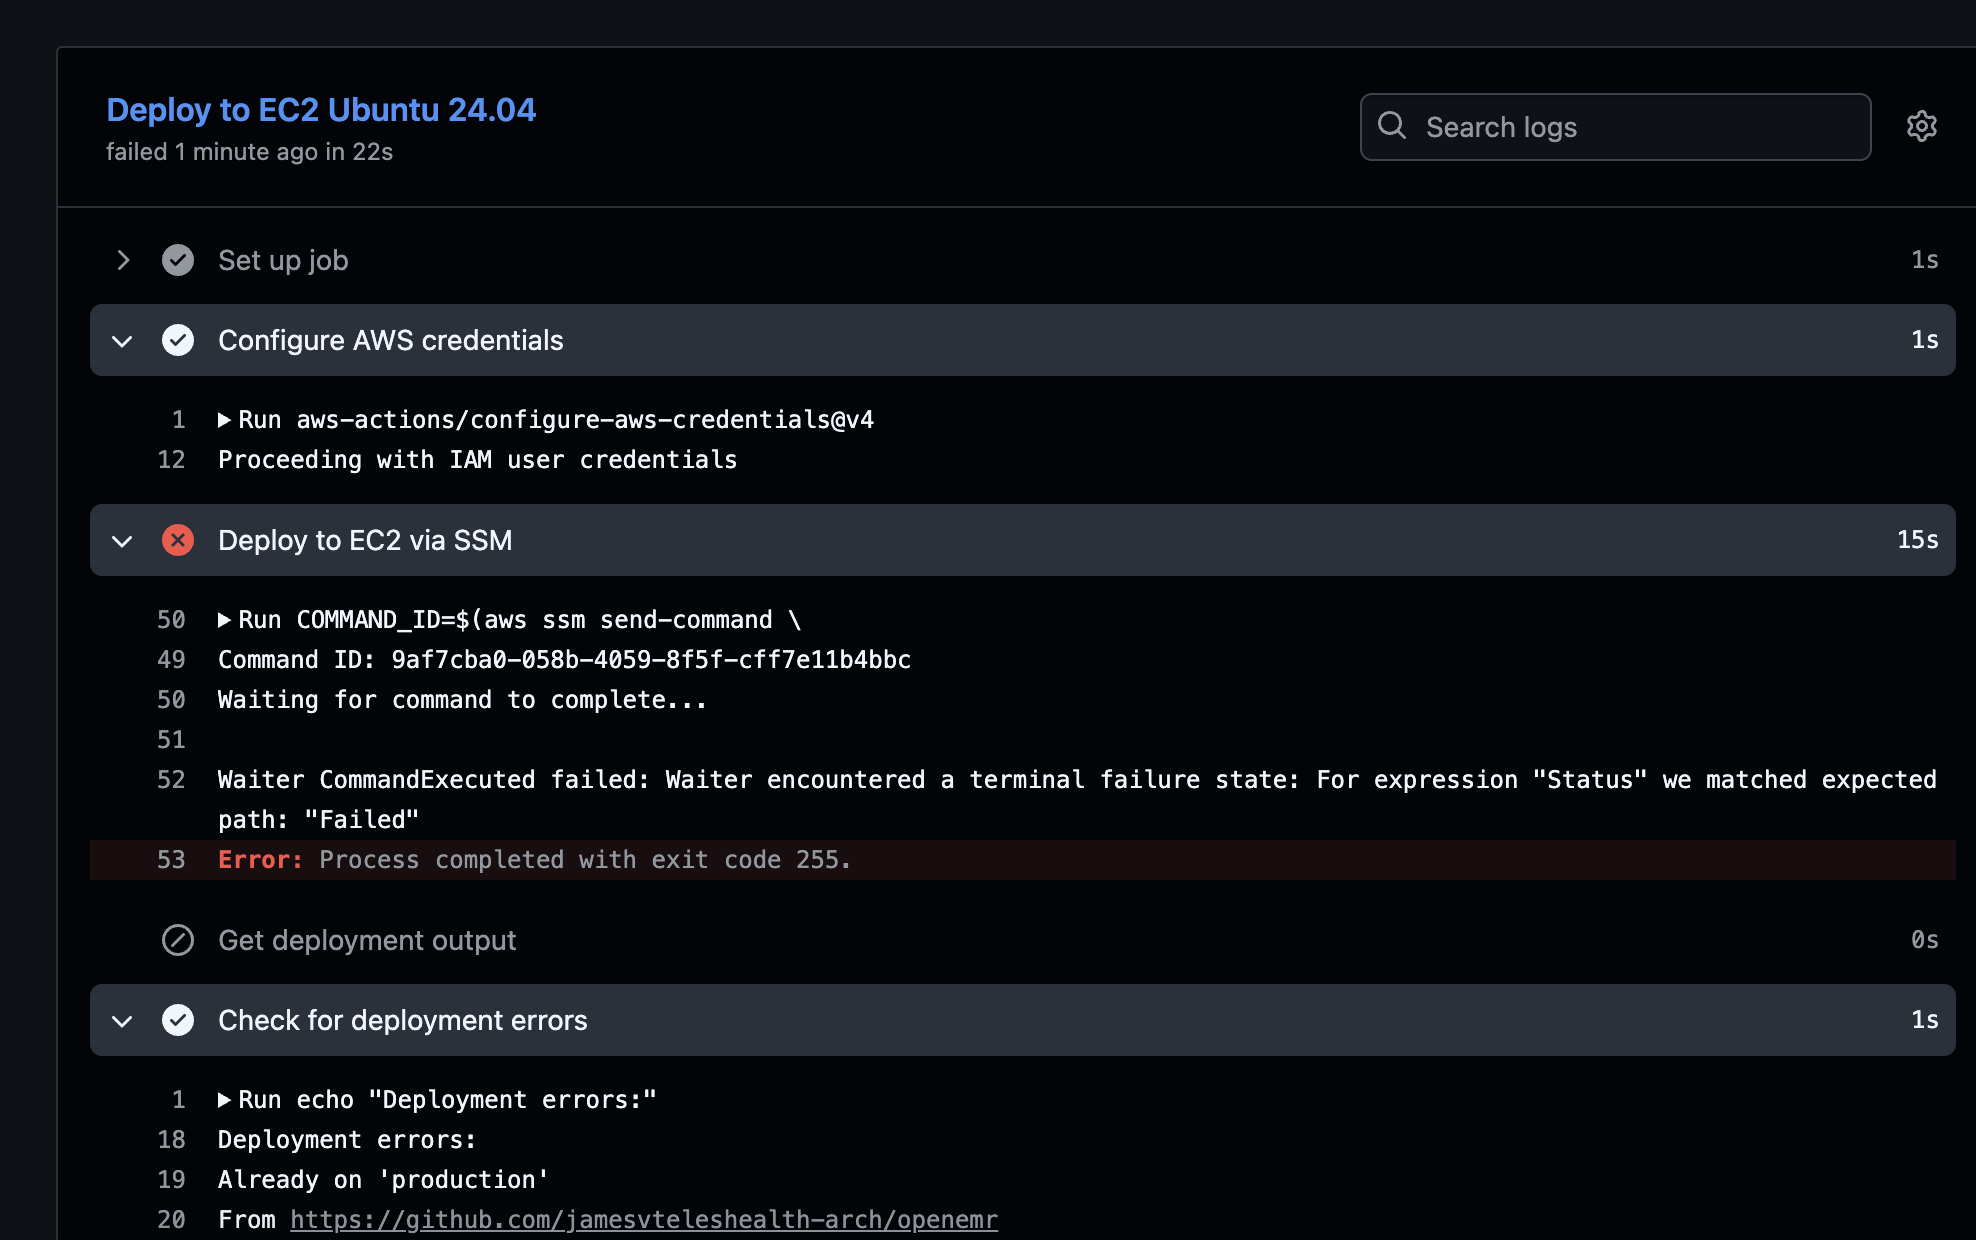 Deploy to EC2 Ubuntu 24.04
failed 1 minute ago in 22s
Search logs
Set up job 1s
Configure AWS credentials 1s
1 Run aws-actions/configure-aws-credentials@v4
12 Proceeding with IAM user credentials
Deploy to EC2 via SSM 15s
50 Run COMMAND_ID=$(aws ssm send-command \
49 Command ID: 9af7cba0-058b-4059-8f5f-cff7e11b4bbc
50 Waiting for command to complete...
51
52 Waiter CommandExecuted failed: Waiter encountered a terminal failure state: For expression "Status" we matched expected
path: "Failed"
53 Error: Process completed with exit code 255.
Get deployment output 0s
Check for deployment errors 1s
1 Run echo "Deployment errors:"
18 Deployment errors:
19 Already on 'production'
20 From https://github.com/jamesvteleshealth-arch/openemr